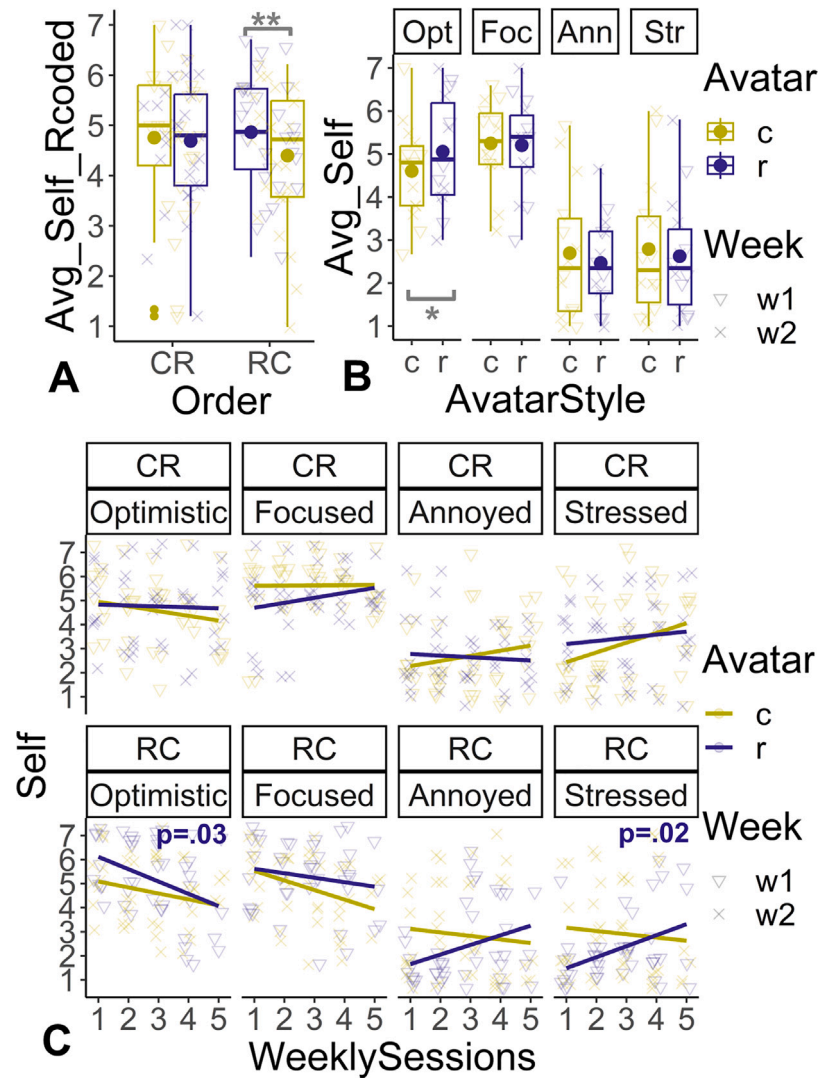 Avg_Self_Rcoded
7
6
5
4
3
2
1
**
CR RC
Order
A
Opt Foc Ann Str
Avg_Self
7
6
5
4
3
2
1
*
c r c r c r c r
AvatarStyle
B
Avatar
c
r
Week
w1
w2
Self
CR CR CR CR
Optimistic Focused Annoyed Stressed
7
6
5
4
3
2
1
RC RC RC RC
Optimistic Focused Annoyed Stressed
p=.03 p=.02
7
6
5
4
3
2
1
1 2 3 4 5 1 2 3 4 5 1 2 3 4 5 1 2 3 4 5
WeeklySessions
C
Avatar
c
r
Week
w1
w2